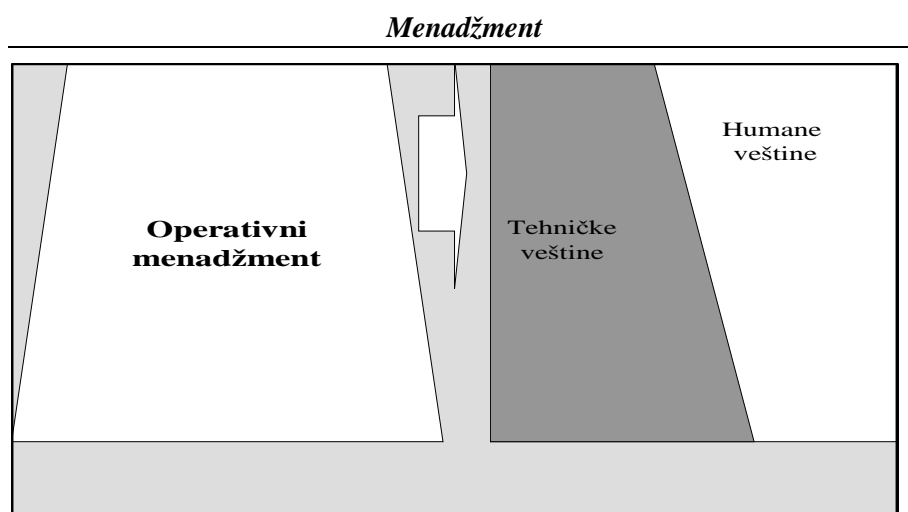 Menadžment
Operativni
menadžment
Tehničke
veštine
Humane
veštine